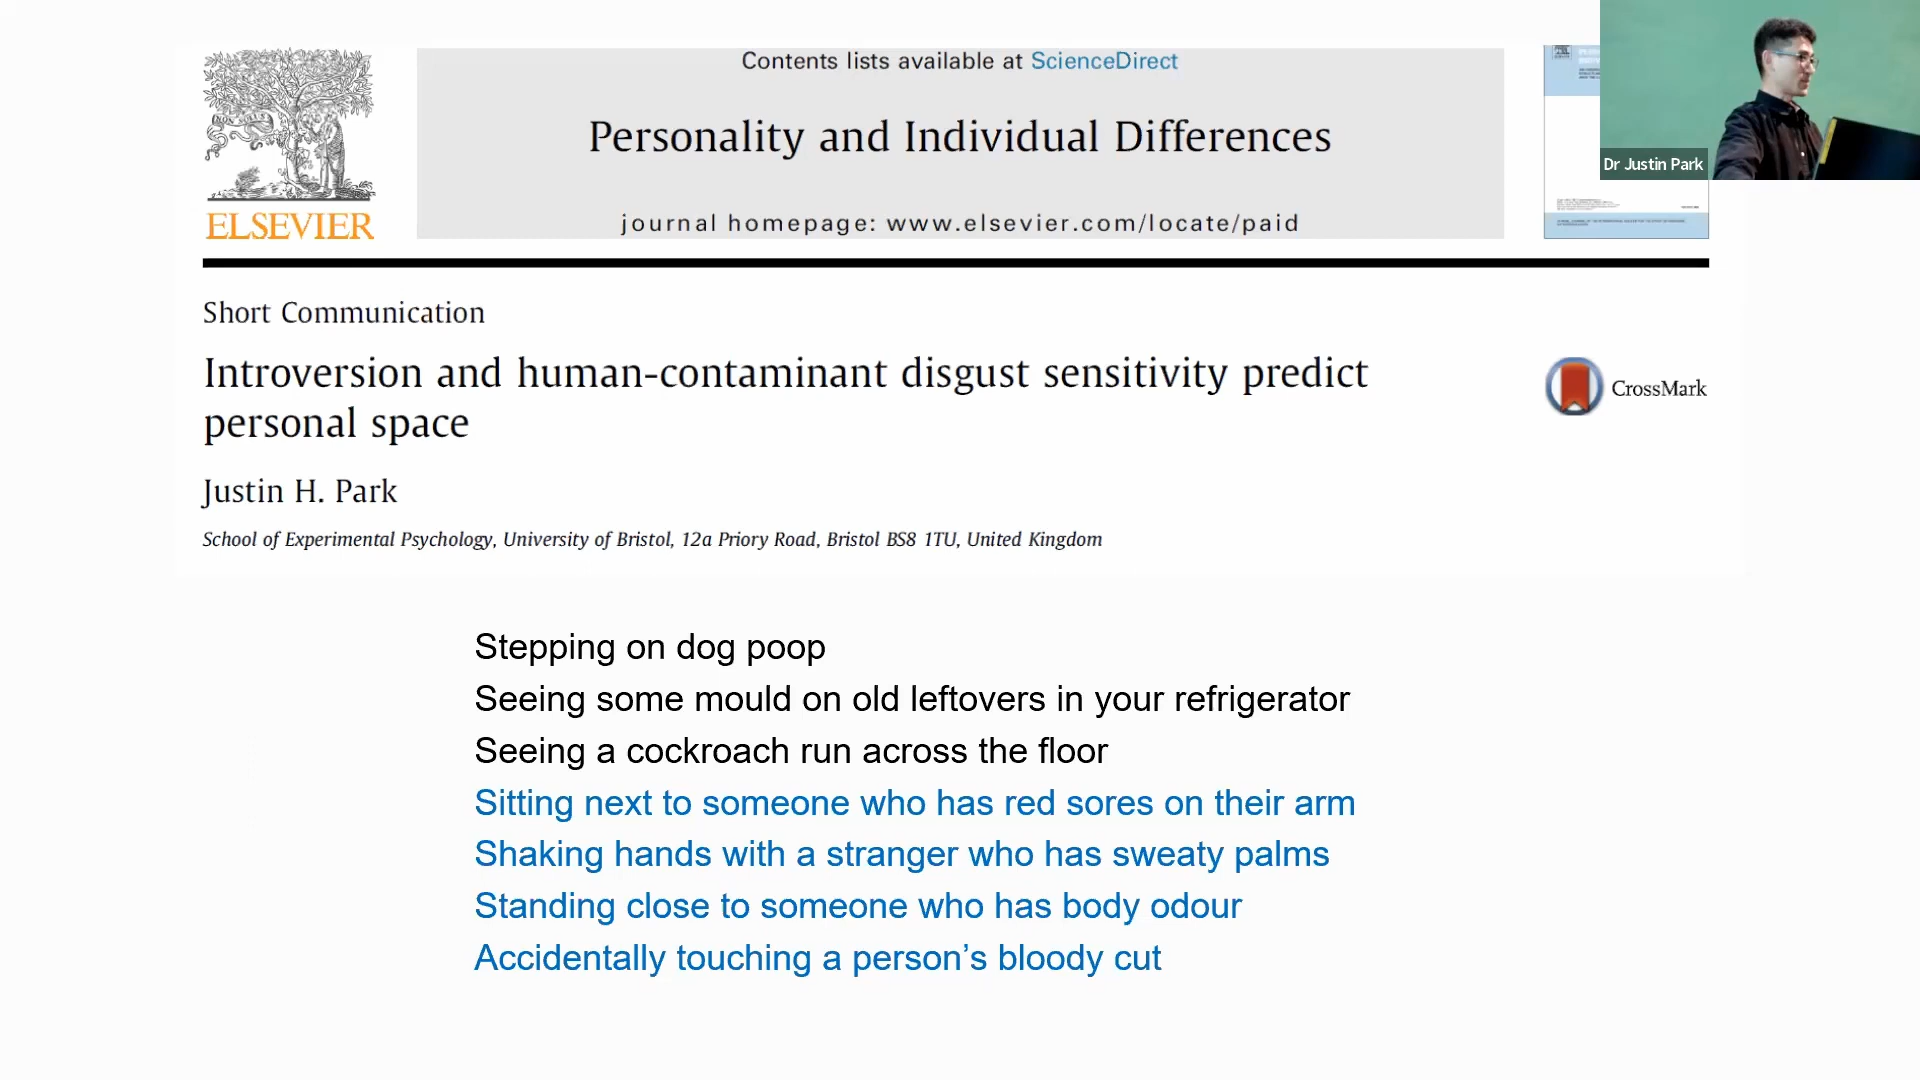 Contents lists available at ScienceDirect
Personality and Individual Differences
journal homepage: www.elsevier.com/locate/paid
ELSEVIER
Dr Justin Park
Short Communication
Introversion and human-contaminant disgust sensitivity predict
personal space
CrossMark
Justin H. Park
School of Experimental Psychology, University of Bristol, 12a Priory Road, Bristol BS8 1TU, United Kingdom
Stepping on dog poop
Seeing some mould on old leftovers in your refrigerator
Seeing a cockroach run across the floor
Sitting next to someone who has red sores on their arm
Shaking hands with a stranger who has sweaty palms
Standing close to someone who has body odour
Accidentally touching a person’s bloody cut